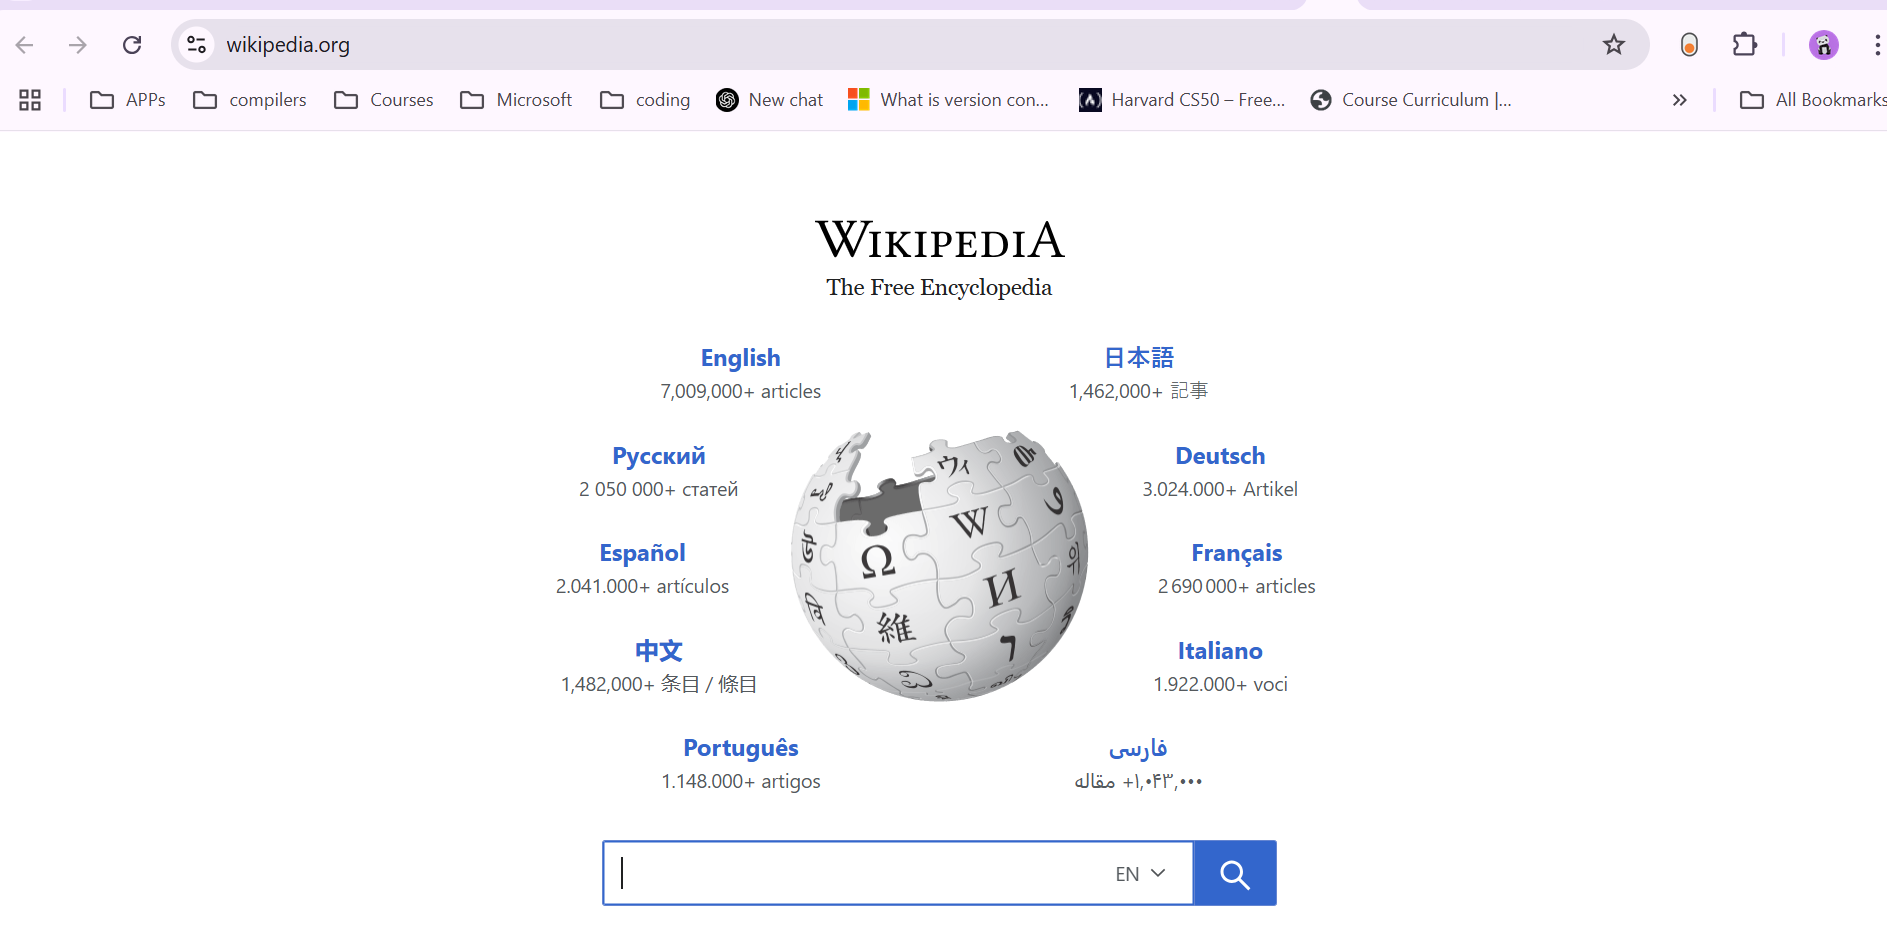 wikipedia.org
APPs compilers Courses Microsoft coding New chat What is version con... Harvard CS50 – Free... Course Curriculum |... All Bookmarks
WIKIPEDIA
The Free Encyclopedia
English
7,009,000+ articles
日本語
1,462,000+ 記事
Русский
2 050 000+ статей
Deutsch
3.024.000+ Artikel
Español
2.041.000+ artículos
Français
2 690 000+ articles
中文
1,482,000+ 条目 / 條目
Italiano
1.922.000+ voci
Português
1.148.000+ artigos
فارسی
۱,۰۴۳,۰۰۰+ مقاله
Ω
W
ウィ
И
維
EN